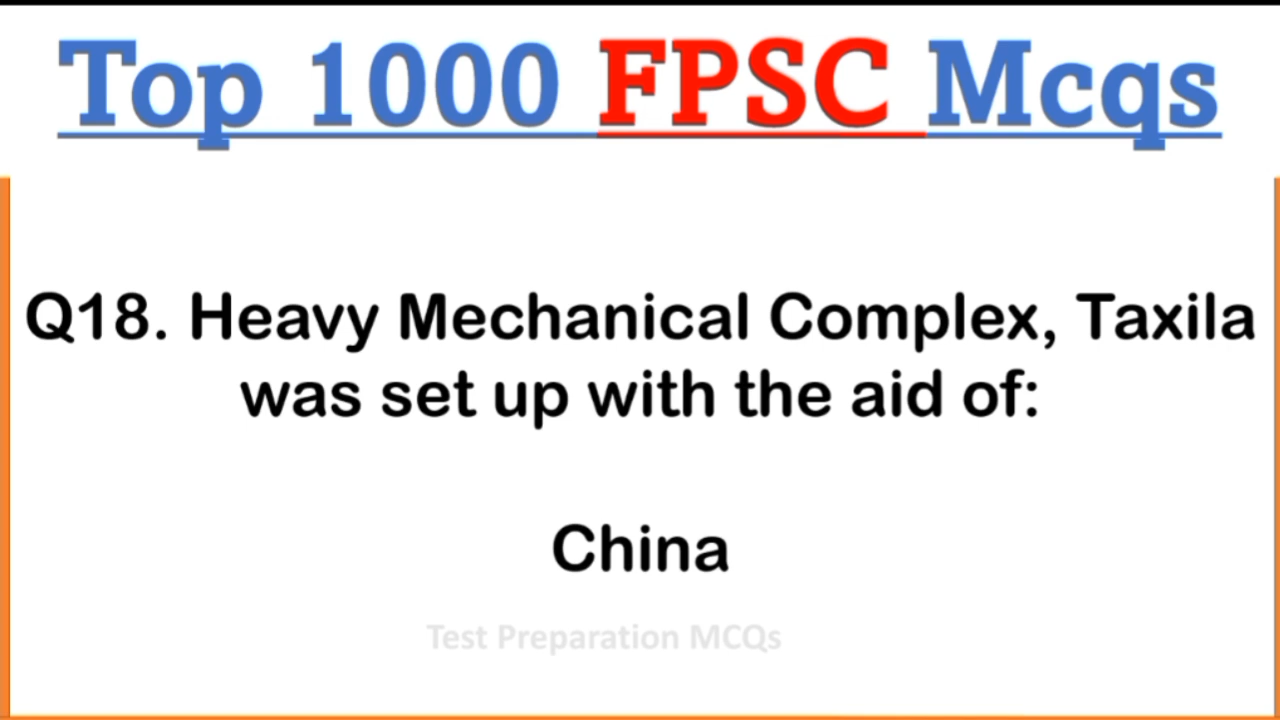 Top 1000 FPSC Mcqs
Q18. Heavy Mechanical Complex, Taxila
was set up with the aid of:
China
Test Preparation MCQs